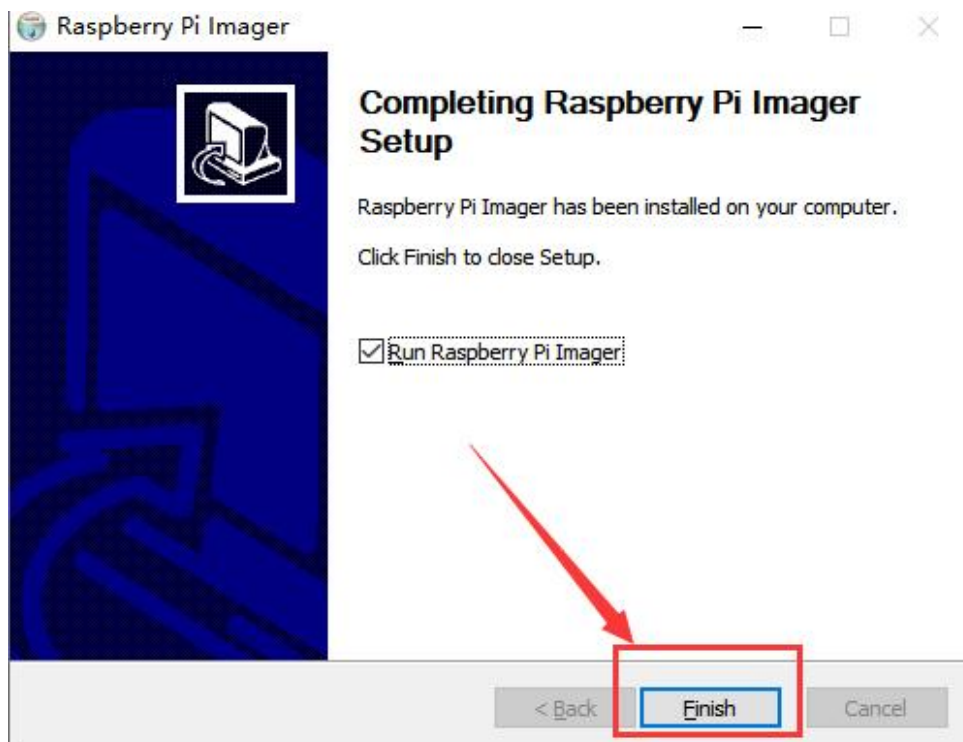 Raspberry Pi Imager
Completing Raspberry Pi Imager
Setup
Raspberry Pi Imager has been installed on your computer.
Click Finish to close Setup.
Run Raspberry Pi Imager
< Back
Finish
Cancel